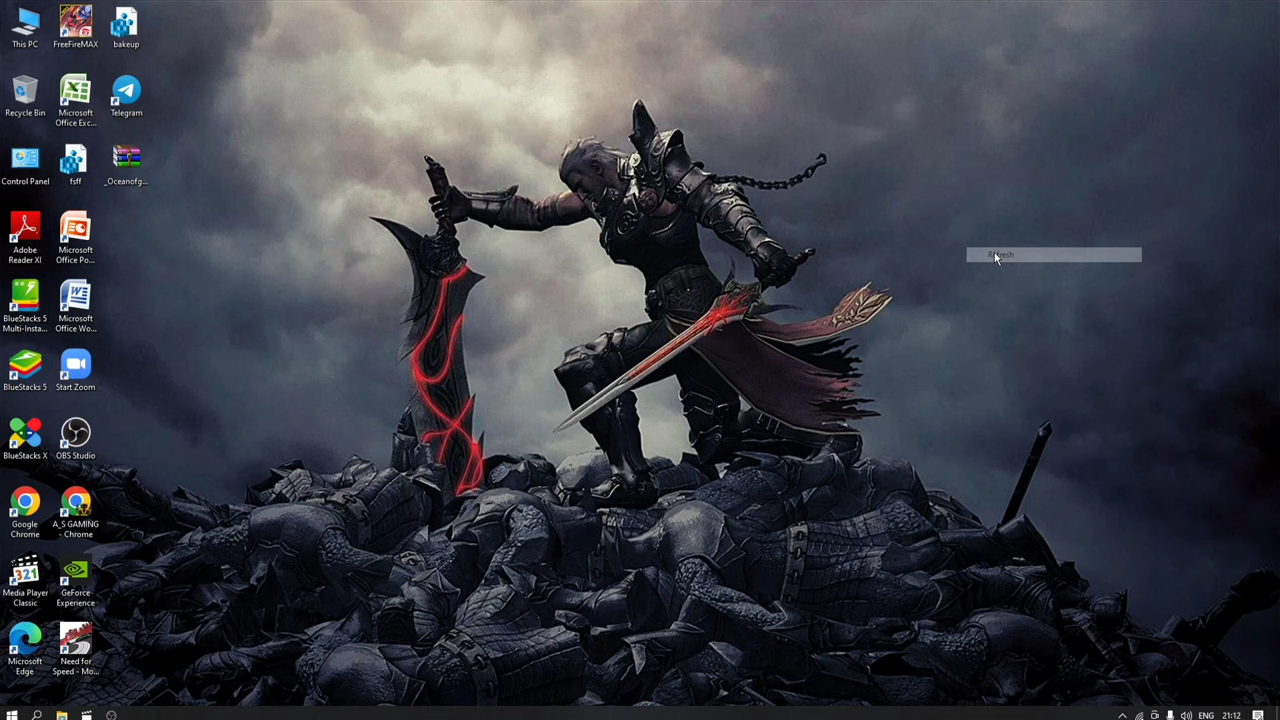 This PC
FreeFireMAX
bakeup
Recycle Bin
Microsoft
Office Exc...
Telegram
Control Panel
fsff
_Oceanofg...
Adobe
Reader XI
Microsoft
Office Po...
BlueStacks 5
Multi-Insta...
Microsoft
Office Wo...
BlueStacks 5
Start Zoom
BlueStacks X
OBS Studio
Google
Chrome
A_S GAMING
- Chrome
Media Player
Classic
GeForce
Experience
Microsoft
Edge
Need for
Speed - Mo...
Refresh
321
ENG
21:12